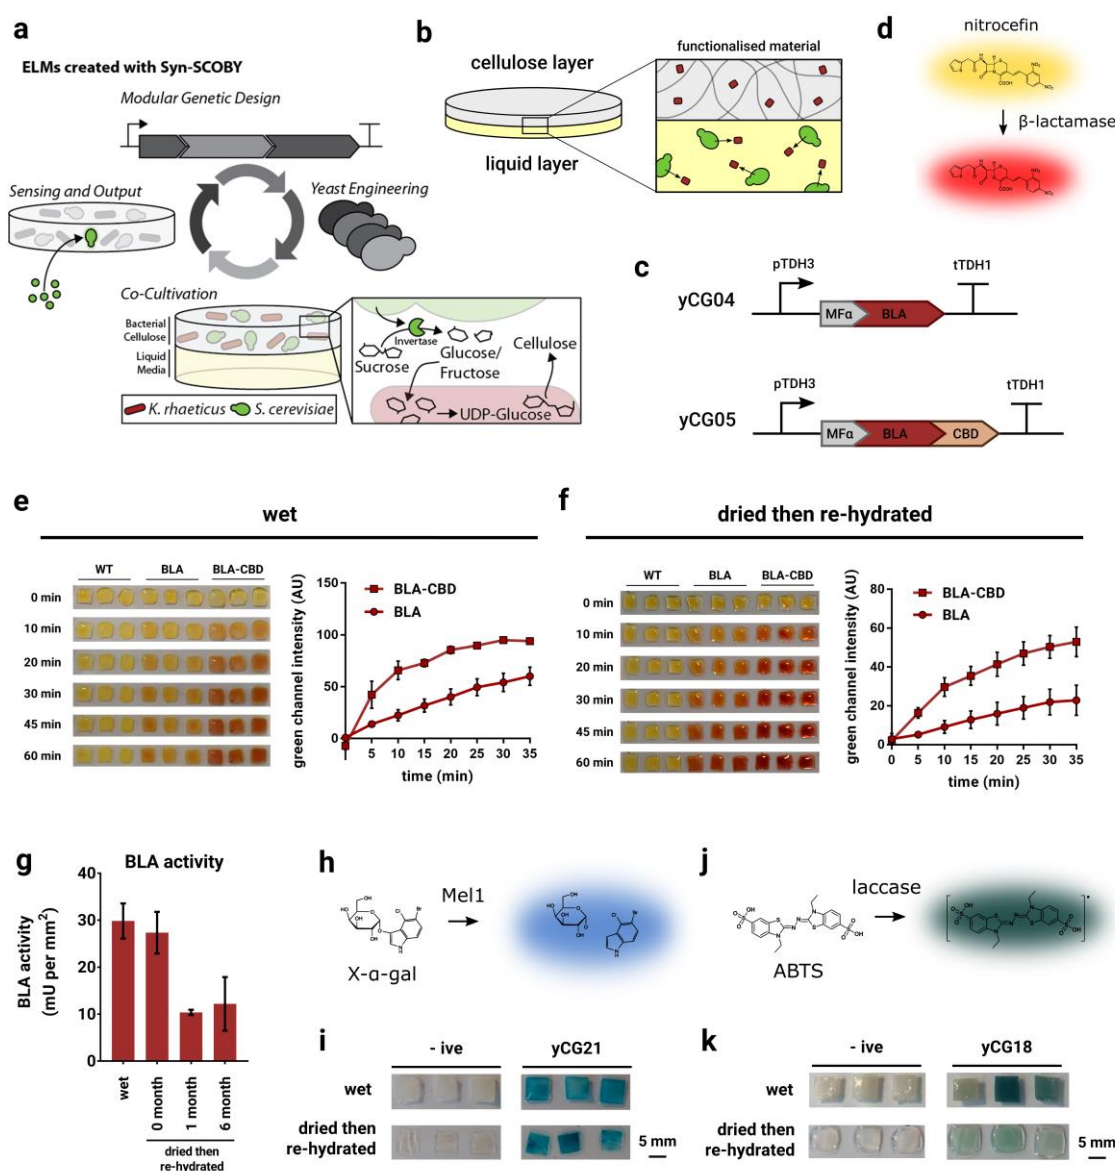 a
ELMs created with Syn-SCOBY
Modular Genetic Design
Sensing and Output
Yeast Engineering
Co-Cultivation
Bacterial
Cellulose
Liquid
Media
Invertase
Sucrose
Glucose/
Fructose
Cellulose
UDP-Glucose
K. rhaeticus
S. cerevisiae
b
functionalised material
cellulose layer
liquid layer
d
nitrocefin
β-lactamase
c
yCG04
pTDH3
tTDH1
MFα
BLA
yCG05
pTDH3
tTDH1
MFα
BLA
CBD
e
wet
WT
BLA
BLA-CBD
0 min
10 min
20 min
30 min
45 min
60 min
green channel intensity (AU)
150
100
50
0
BLA-CBD
BLA
5 10 15 20 25 30 35
time (min)
f
dried then re-hydrated
WT
BLA
BLA-CBD
0 min
10 min
20 min
30 min
45 min
60 min
green channel intensity (AU)
80
60
40
20
0
BLA-CBD
BLA
0 5 10 15 20 25 30 35
time (min)
g
BLA activity
BLA activity
(mU per mm²)
40
30
20
10
0
wet
0 month
1 month
6 month
dried then
re-hydrated
h
Mel1
X-α-gal
j
laccase
ABTS
i
- ive
yCG21
wet
dried then
re-hydrated
5 mm
k
- ive
yCG18
wet
dried then
re-hydrated
5 mm